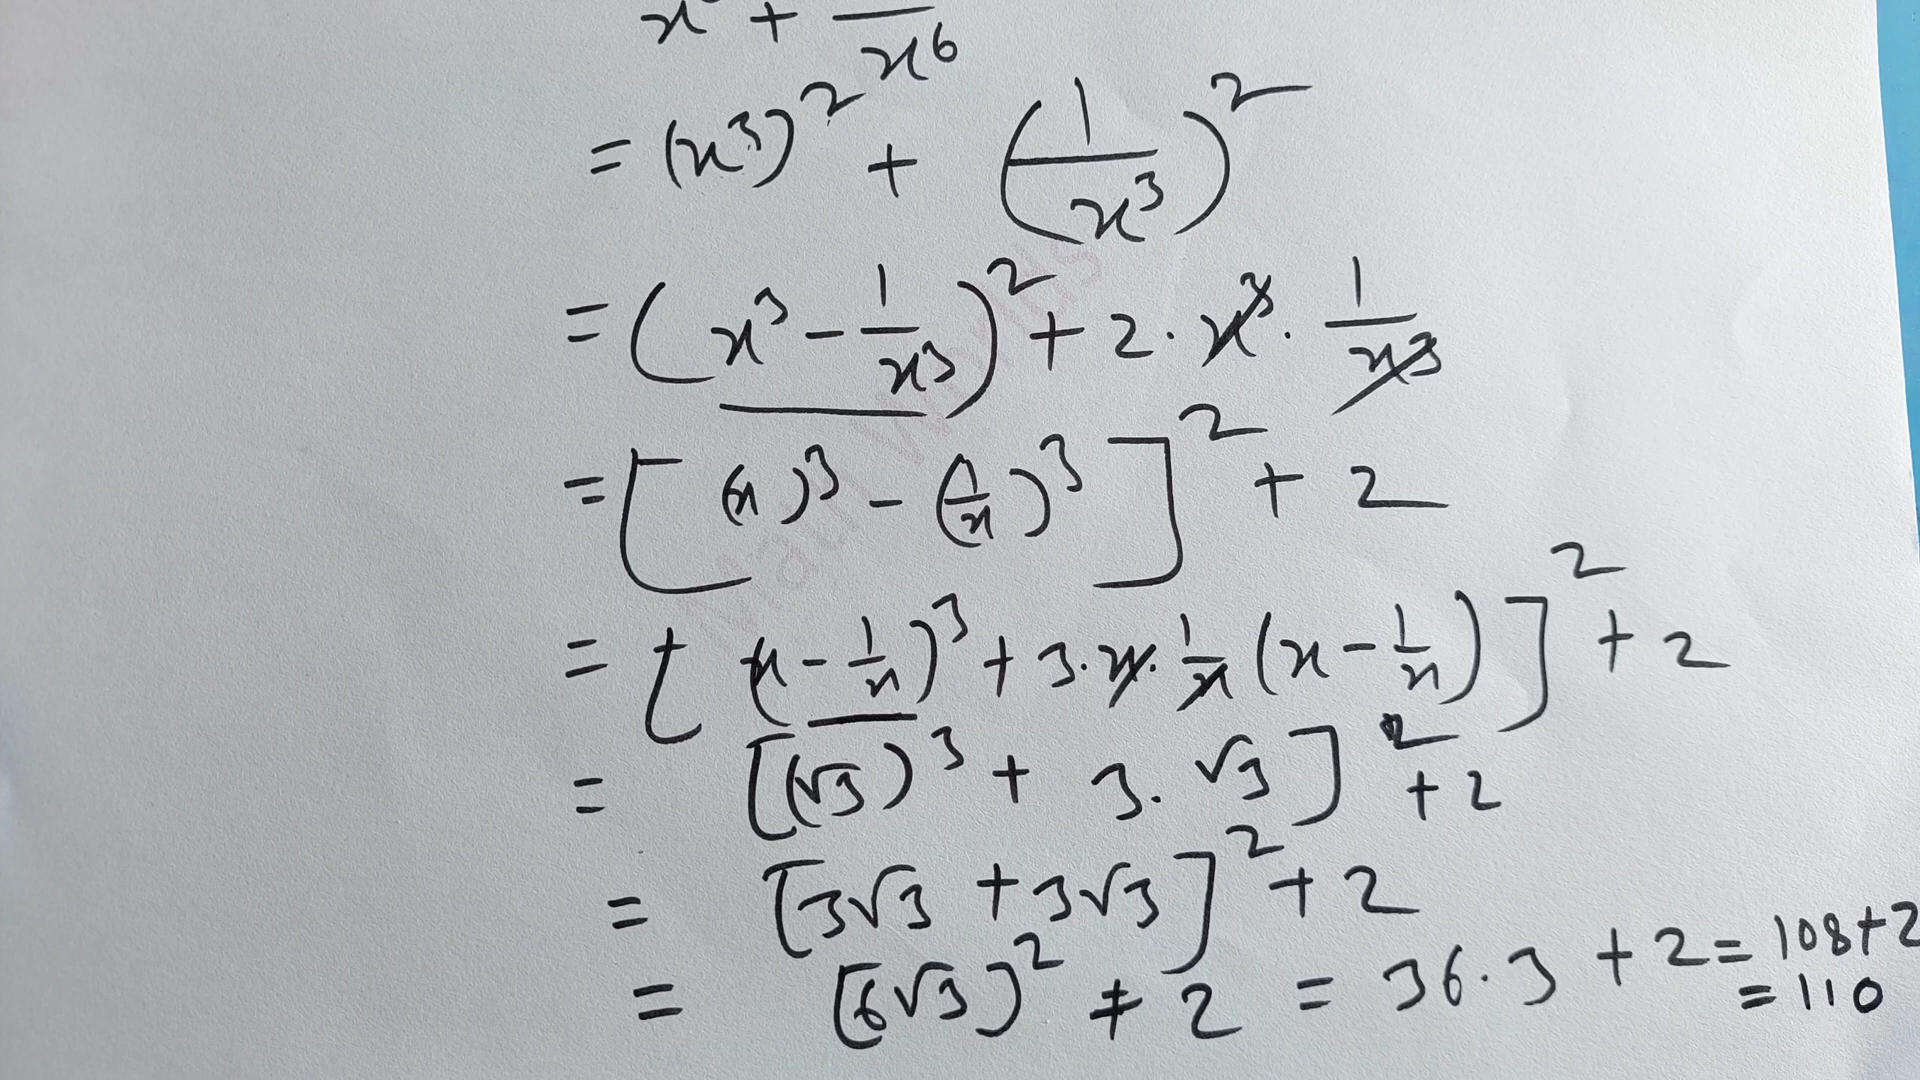 x + — x⁶
= (x³)² + (1/x³)²
= (x³ - 1/x³)² + 2 · x³ · 1/x³
= [(x)³ - (1/x)³]² + 2
= [(x - 1/x)³ + 3 · x · 1/x (x - 1/x)]² + 2
= [(√3)³ + 3 · √3]² + 2
= [3√3 + 3√3]² + 2
= [6√3]² + 2 = 36 · 3 + 2 = 108 + 2
= 110